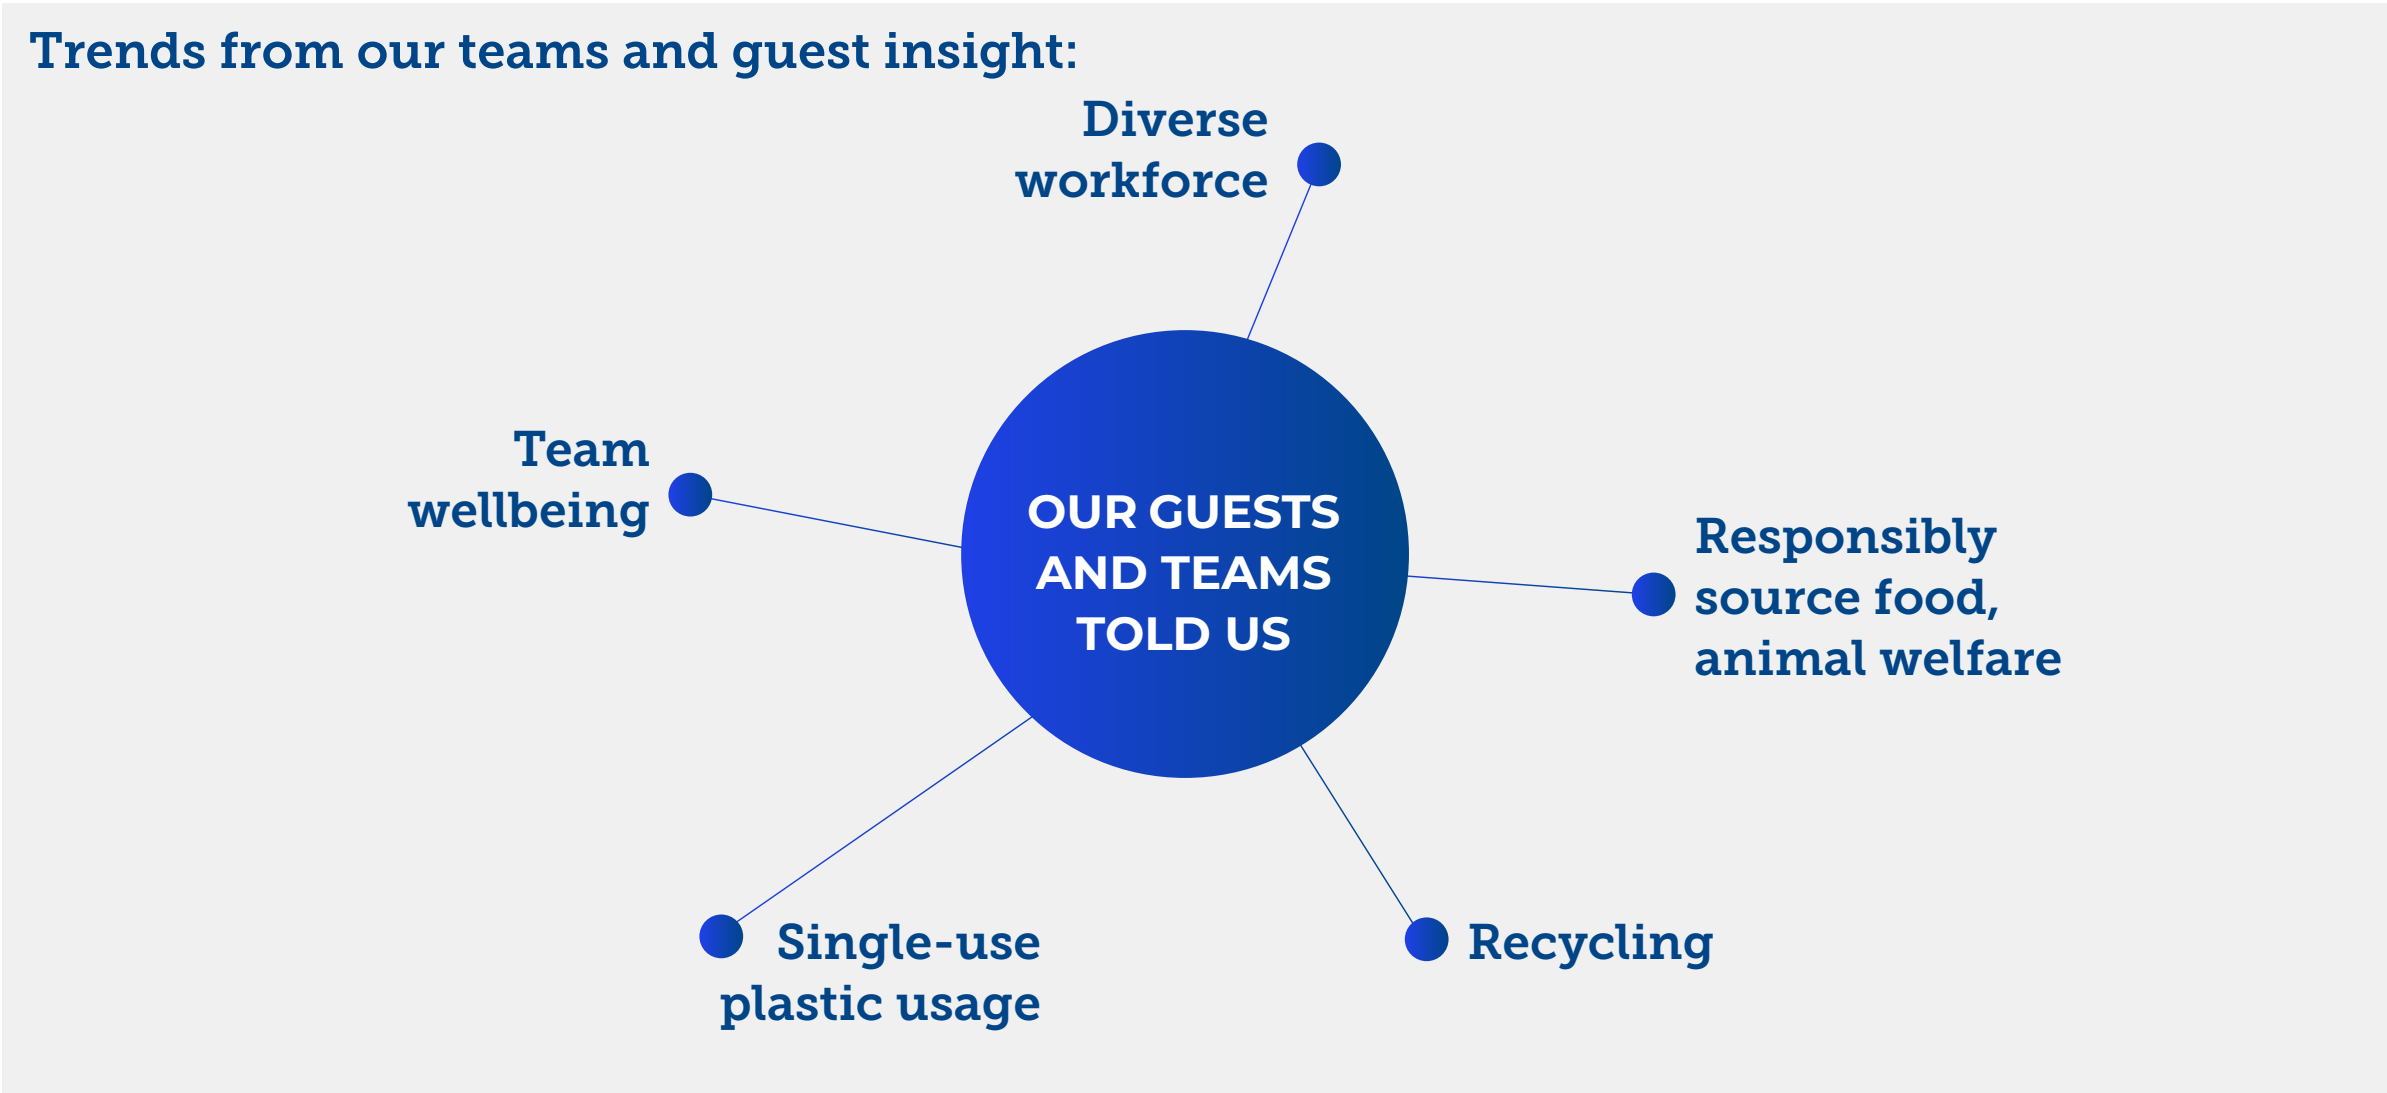 Trends from our teams and guest insight:
Diverse
workforce
Team
wellbeing
OUR GUESTS
AND TEAMS
TOLD US
Responsibly
source food,
animal welfare
Single-use
plastic usage
Recycling